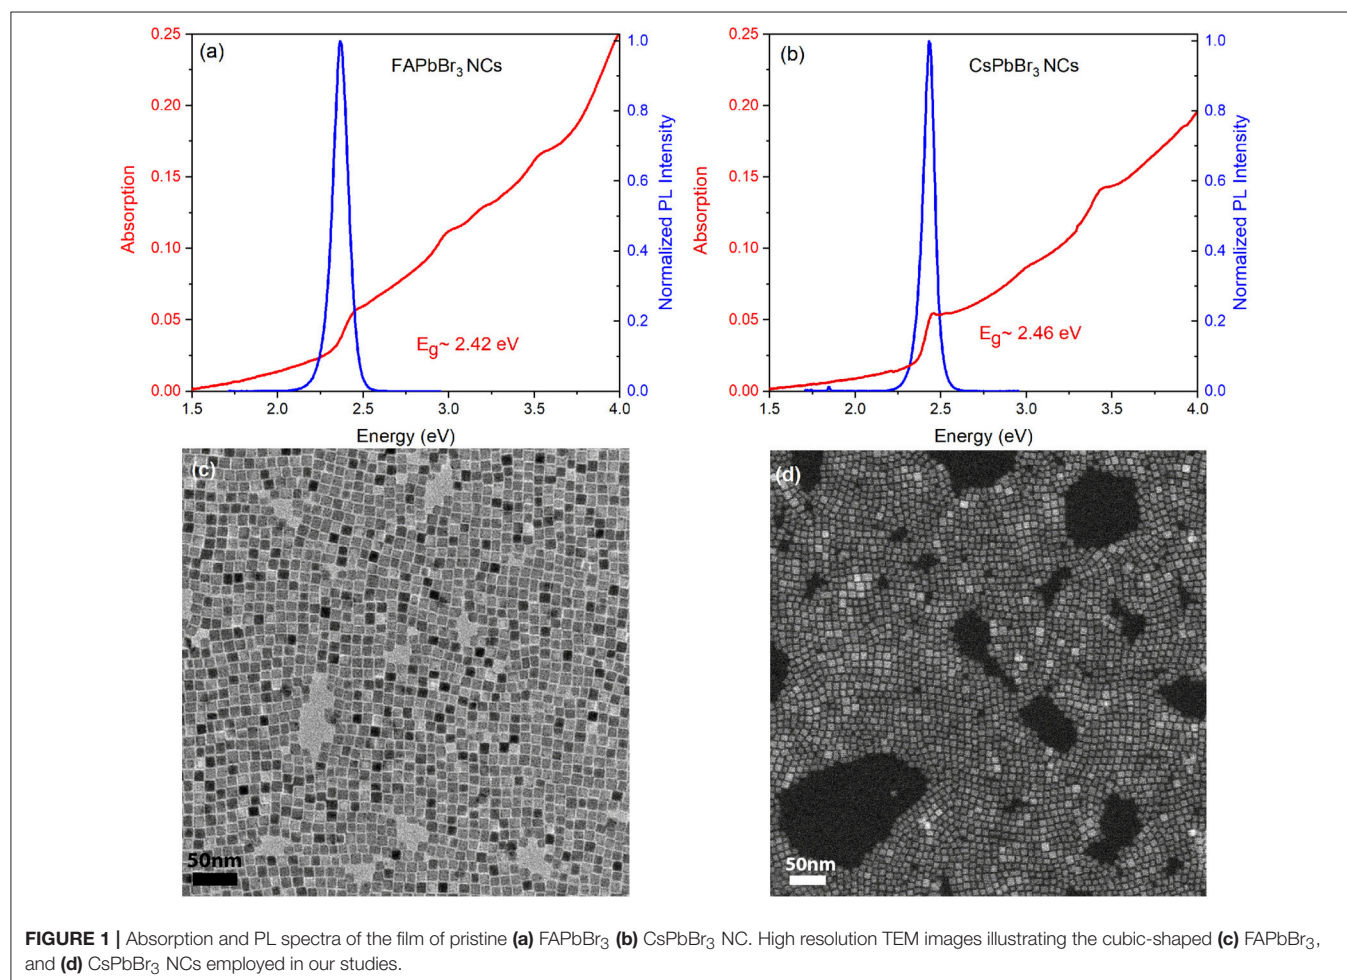 (a)
FAPbBr3 NCs
Eg~ 2.42 eV
Absorption
0.25
0.20
0.15
0.10
0.05
0.00
Normalized PL Intensity
1.0
0.8
0.6
0.4
0.2
0.0
1.5 2.0 2.5 3.0 3.5 4.0
Energy (eV)
(b)
CsPbBr3 NCs
Eg~ 2.46 eV
Absorption
0.25
0.20
0.15
0.10
0.05
0.00
Normalized PL Intensity
1.0
0.8
0.6
0.4
0.2
0.0
1.5 2.0 2.5 3.0 3.5 4.0
Energy (eV)
(c)
50nm
(d)
50nm
FIGURE 1 | Absorption and PL spectra of the film of pristine (a) FAPbBr3 (b) CsPbBr3 NC. High resolution TEM images illustrating the cubic-shaped (c) FAPbBr3,
and (d) CsPbBr3 NCs employed in our studies.